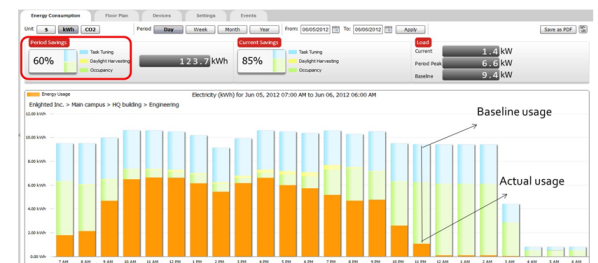 Energy Consumption Floor Plan Devices Settings Events
Unit $ kWh CO2 Period Day Week Month Year From: 06/05/2012 To: 06/06/2012 Apply Save as PDF
Period Savings Current Savings Load
60% Task Tuning Daylight Harvesting Occupancy 123.7 kWh 85% Task Tuning Daylight Harvesting Occupancy
Current 1.4 kW
Period Peak 6.6 kW
Baseline 9.4 kW
Energy Usage Electricity (kWh) for Jun 05, 2012 07:00 AM to Jun 06, 2012 06:00 AM
Enlighted Inc. > Main campus > HQ building > Engineering
12.00 kWh
Baseline usage
10.00 kWh
8.00 kWh
Actual usage
6.00 kWh
4.00 kWh
2.00 kWh
0.00 kWh
7 AM 8 AM 9 AM 10 AM 11 AM 12 PM 1 PM 2 PM 3 PM 4 PM 5 PM 6 PM 7 PM 8 PM 9 PM 10 PM 11 PM 12 AM 1 AM 2 AM 3 AM 4 AM 5 AM 6 AM